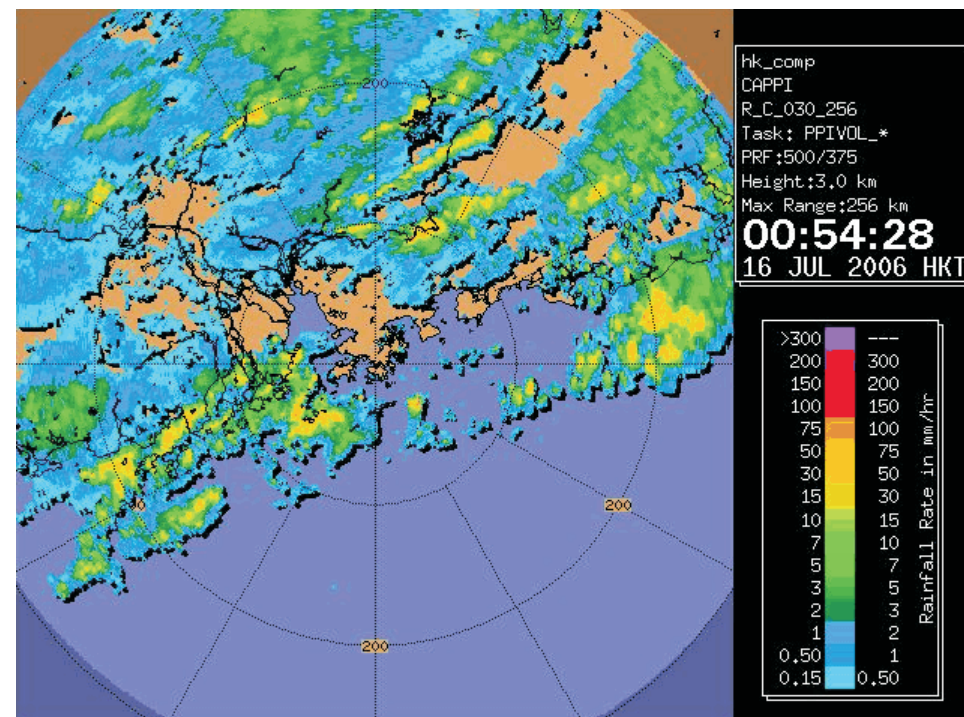 200
200
200
200
200
hk_comp
CAPPI
R_C_030_256
Task: PPIVOL_*
PRF:500/375
Height:3.0 km
Max Range:256 km
00:54:28
16 JUL 2006 HKT
>300 ---
200 300
150 200
100 150
75 100
50 75
30 50
15 30
10 15
7 10
5 7
3 5
2 3
1 2
0.50 1
0.15 0.50
Rainfall Rate in mm/hr